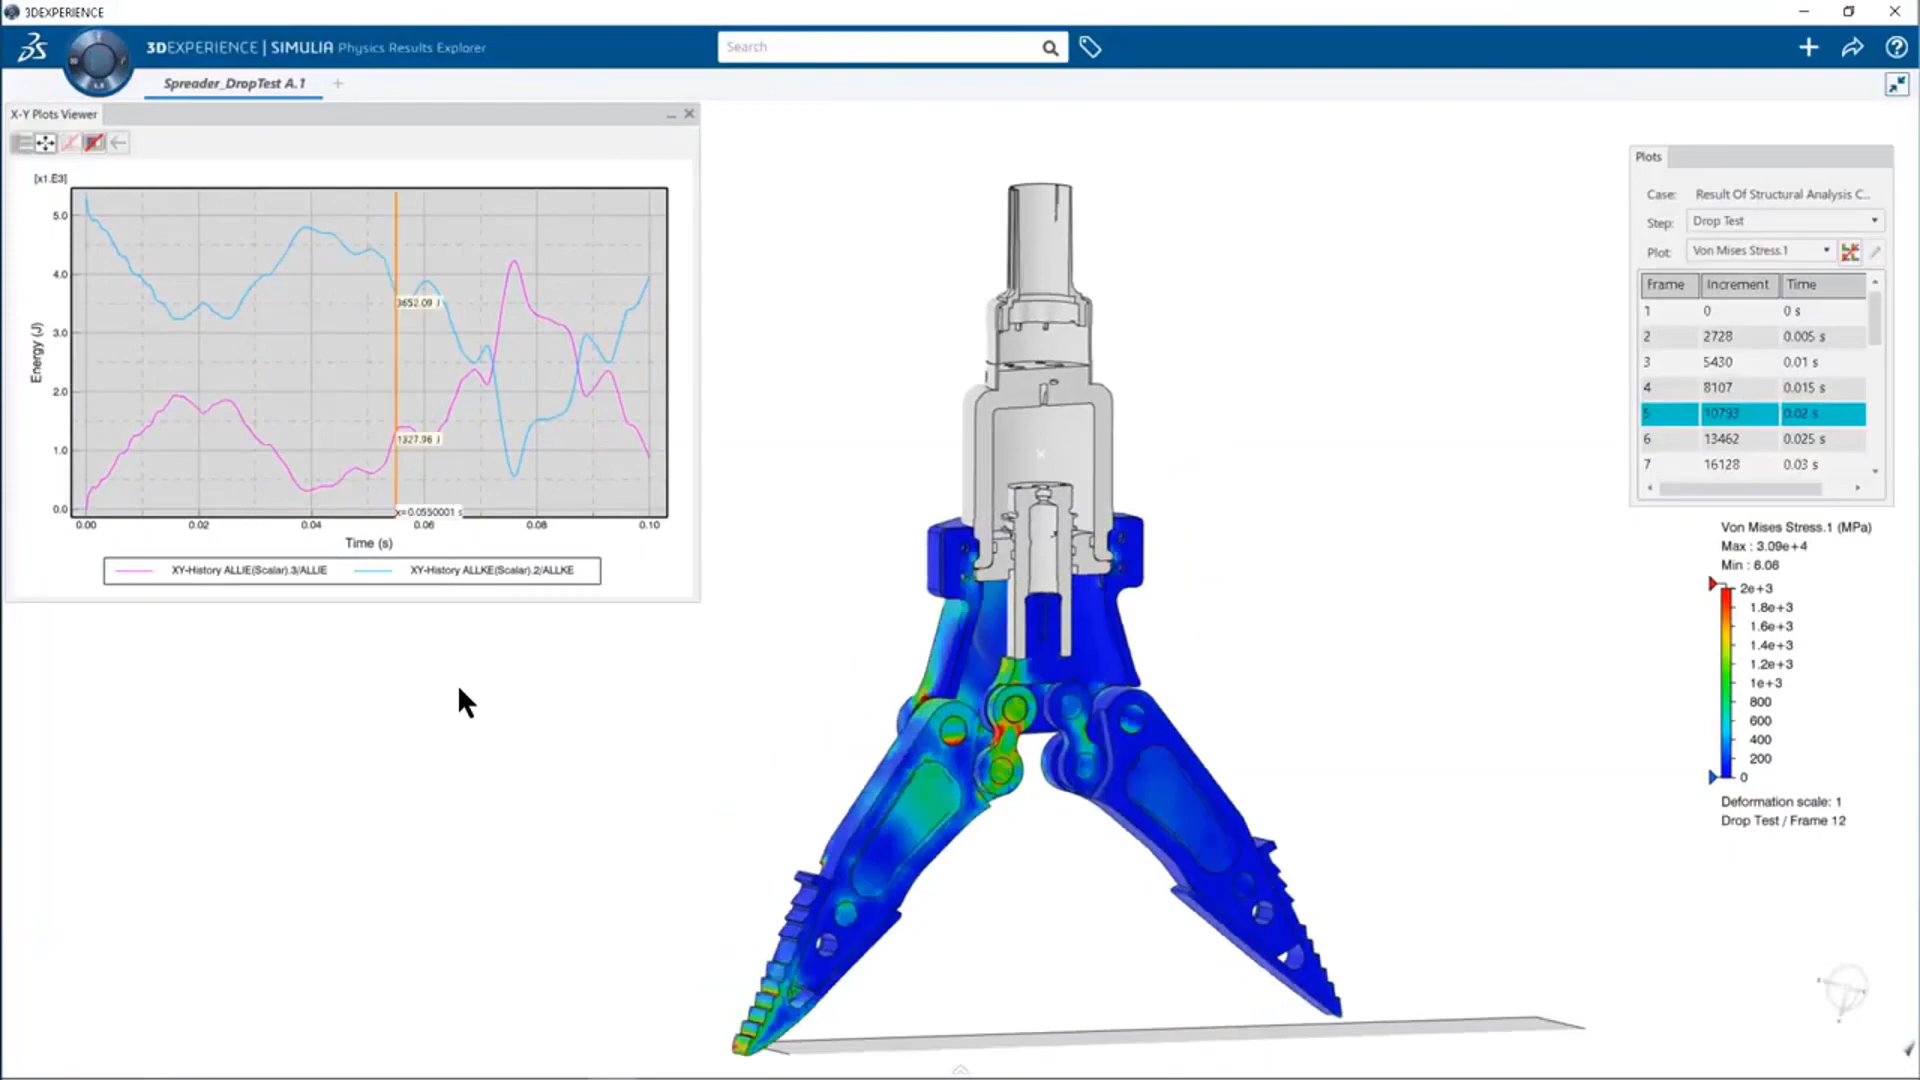 3DEXPERIENCE
3DEXPERIENCE | SIMULIA Physics Results Explorer
Search
Spreader_DropTest A.1
X-Y Plots Viewer
[x1.E3]
5.0
4.0
3.0
2.0
1.0
0.0
Energy (J)
3652.09 J
1327.96 J
x=0.0550001 s
0.00 0.02 0.04 0.06 0.08 0.10
Time (s)
XY-History ALLIE(Scalar).3/ALLIE XY-History ALLKE(Scalar).2/ALLKE
Plots
Case: Result Of Structural Analysis C...
Step: Drop Test
Plot: Von Mises Stress.1
Frame Increment Time
1 0 0 s
2 2728 0.005 s
3 5430 0.01 s
4 8107 0.015 s
5 10793 0.02 s
6 13462 0.025 s
7 16128 0.03 s
Von Mises Stress.1 (MPa)
Max : 3.09e+4
Min : 6.08
2e+3
1.8e+3
1.6e+3
1.4e+3
1.2e+3
1e+3
800
600
400
200
0
Deformation scale: 1
Drop Test / Frame 12